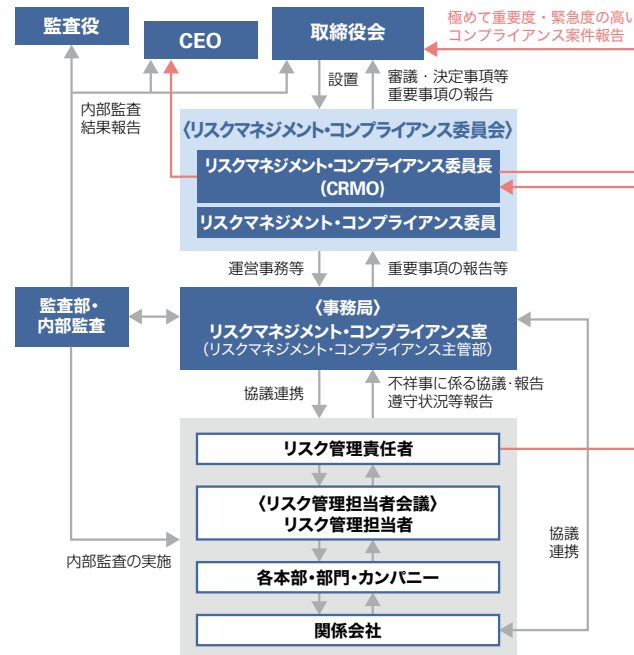 監査役
CEO
取締役会
極めて重要度・緊急度の高い
コンプライアンス案件報告
設置
審議・決定事項等
重要事項の報告
内部監査
結果報告
〈リスクマネジメント・コンプライアンス委員会〉
リスクマネジメント・コンプライアンス委員長
(CRMO)
リスクマネジメント・コンプライアンス委員
運営事務等
重要事項の報告等
監査部・
内部監査
〈事務局〉
リスクマネジメント・コンプライアンス室
(リスクマネジメント・コンプライアンス主管部)
協議連携
不祥事に係る協議・報告
遵守状況等報告
リスク管理責任者
〈リスク管理担当者会議〉
リスク管理担当者
内部監査の実施
協議
連携
各本部・部門・カンパニー
関係会社